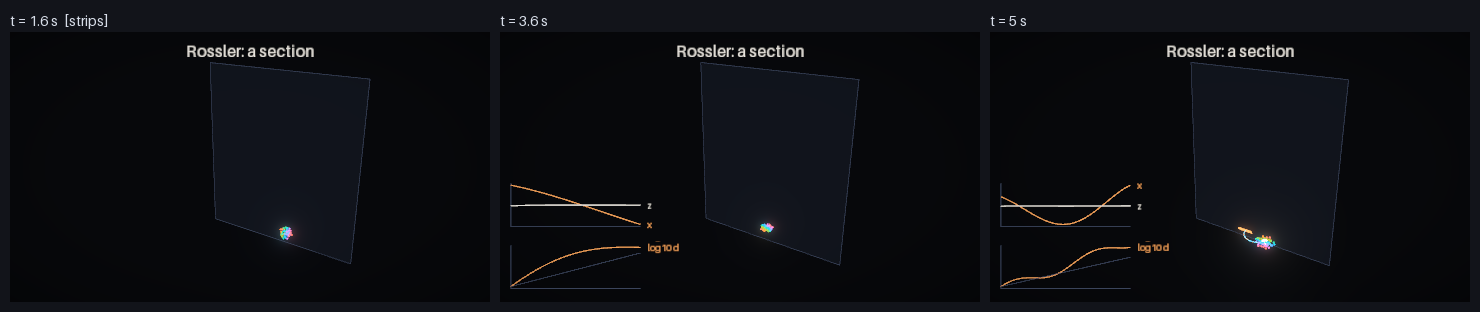 t = 1.6 s [strips]
Rossler: a section
t = 3.6 s
Rossler: a section
z
x
log10 d
t = 5 s
Rossler: a section
x
z
log10 d